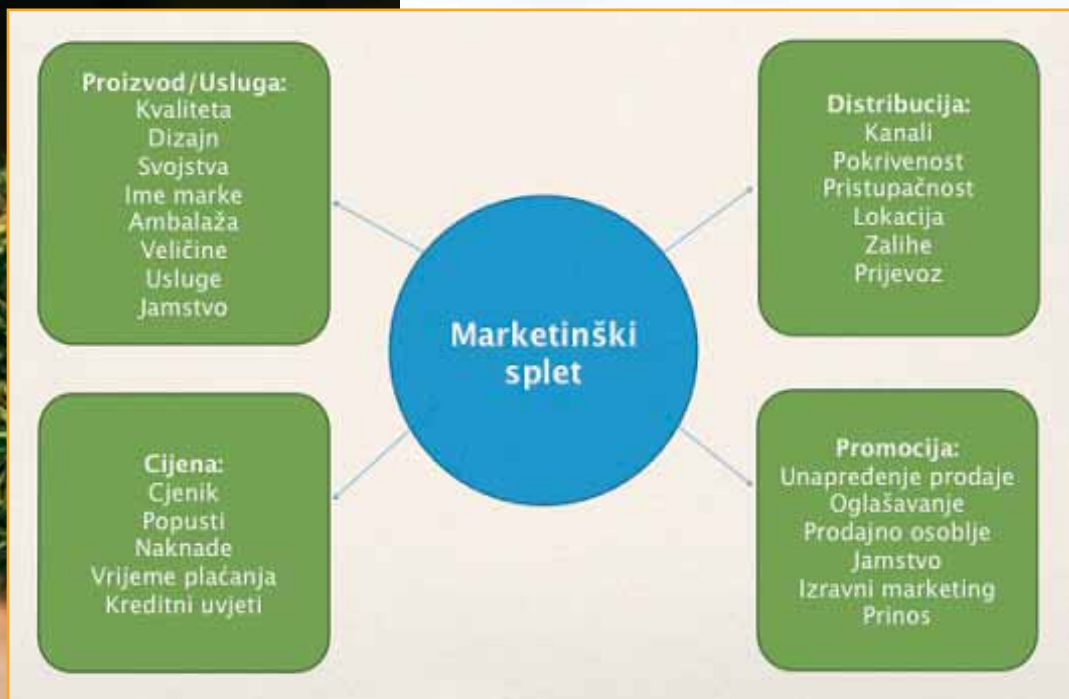 Proizvod/Usluga:
Kvaliteta
Dizajn
Svojstva
Ime marke
Ambalaža
Veličine
Usluge
Jamstvo
Distribucija:
Kanali
Pokrivenost
Pristupačnost
Lokacija
Zalihe
Prijevoz
Marketinški
splet
Cijena:
Cjenik
Popusti
Naknade
Vrijeme plaćanja
Kreditni uvjeti
Promocija:
Unapređenje prodaje
Oglašavanje
Prodajno osoblje
Jamstvo
Izravni marketing
Prinos